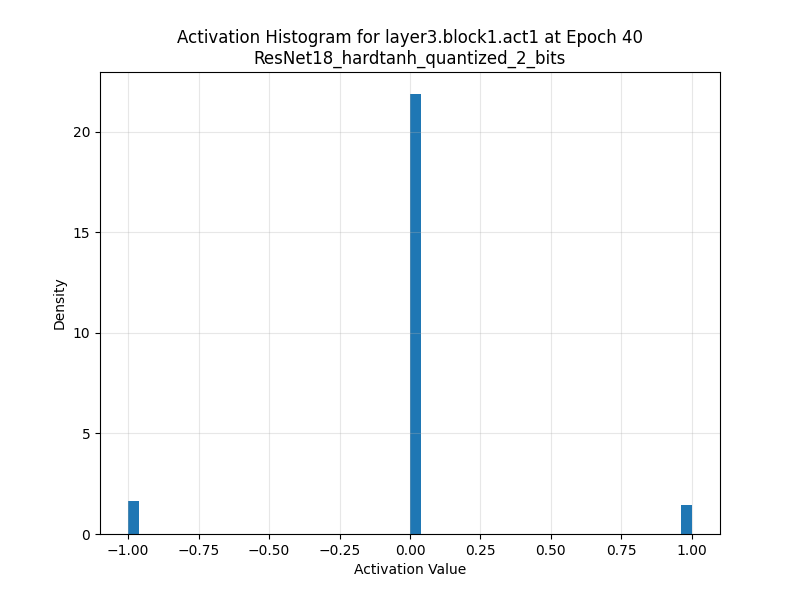 Activation Histogram for layer3.block1.act1 at Epoch 40
ResNet18_hardtanh_quantized_2_bits
Density
20
15
10
5
0
−1.00 −0.75 −0.50 −0.25 0.00 0.25 0.50 0.75 1.00
Activation Value